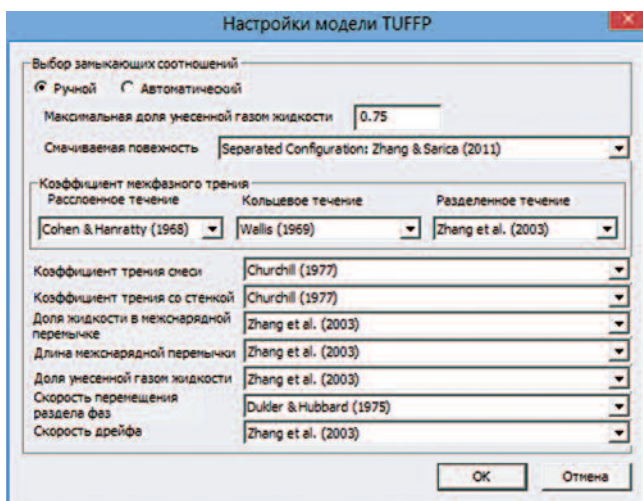 Настройки модели TUFFP
Выбор замыкающих соотношений
Ручной Автоматический
Максимальная доля унесенной газом жидкости 0.75
Смачиваемая повехность Separated Configuration: Zhang & Sarica (2011)
Коэффициент межфазного трения
Расслоенное течение Кольцевое течение Разделенное течение
Cohen & Hanratty (1968) Wallis (1969) Zhang et al. (2003)
Коэффициент трения смеси Churchill (1977)
Коэффициент трения со стенкой Churchill (1977)
Доля жидкости в межснарядной
перемычке Zhang et al. (2003)
Длина межснарядной перемычки Zhang et al. (2003)
Доля унесенной газом жидкости Zhang et al. (2003)
Скорость перемещения
раздела фаз Dukler & Hubbard (1975)
Скорость дрейфа Zhang et al. (2003)
OK Отмена